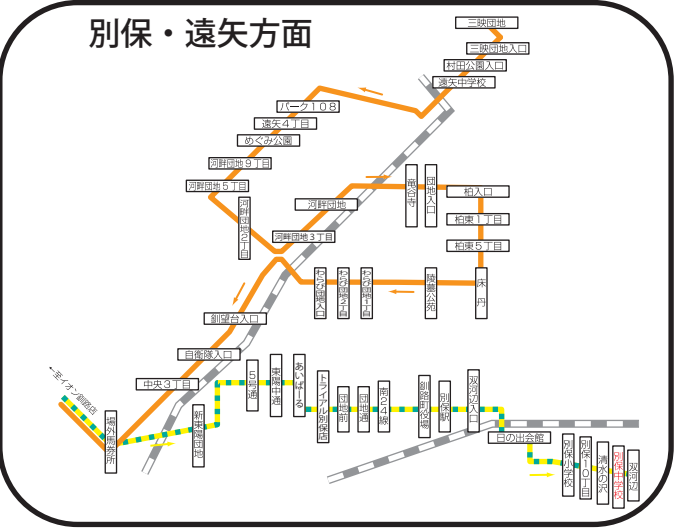 別保・遠矢方面
三映団地
三映団地入口
村田公園入口
遠矢中学校
パーク108
遠矢4丁目
めぐみ公園
河畔団地9丁目
河畔団地5丁目
河畔団地2丁目
河畔団地3丁目
河畔団地
竜谷寺
団地入口
柏入口
柏東1丁目
柏東5丁目
床丹
陵墓公苑
わらび団地1丁目
わらび団地2丁目
わらび団地入口
釧望台入口
自衛隊入口
中央3丁目
←至イオン釧路店
場外馬券所
新東陽団地
5号通
東陽中通
あいぱーる
トライアル別保店
団地前
団地通
南24線
釧路町役場
別保駅
双河辺入口
日の出会館
別保小学校
別保10丁目
清水の沢
別保中学校
双河辺